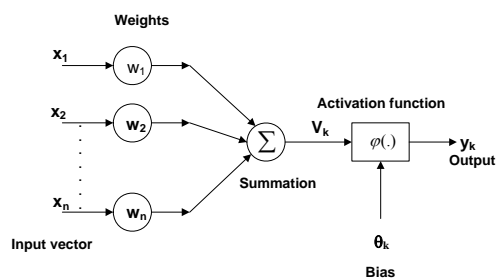 Weights
x1
w1
x2
w2
Activation function
Σ
Vk
φ(.)
yk
Output
Summation
xn
wn
Input vector
θk
Bias